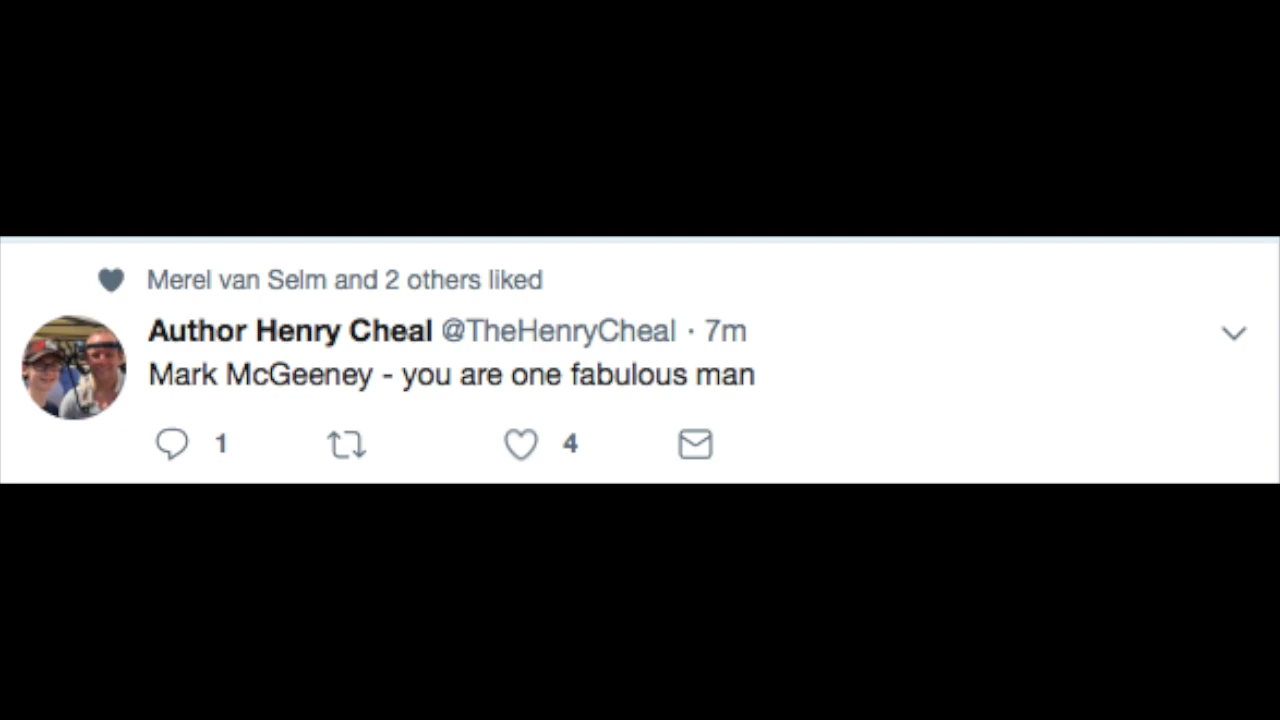 Merel van Selm and 2 others liked
Author Henry Cheal @TheHenryCheal · 7m
Mark McGeeney - you are one fabulous man
1 4